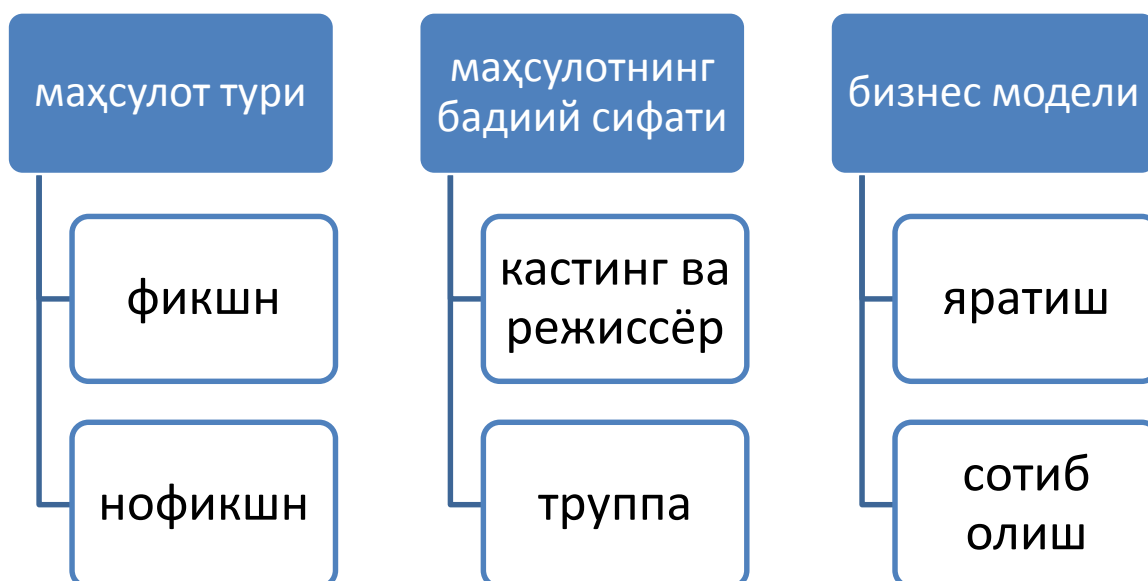 маҳсулот тури
фикшн
нофикшн
маҳсулотнинг
бадиий сифати
кастинг ва
режиссёр
труппа
бизнес модели
яратиш
сотиб
олиш